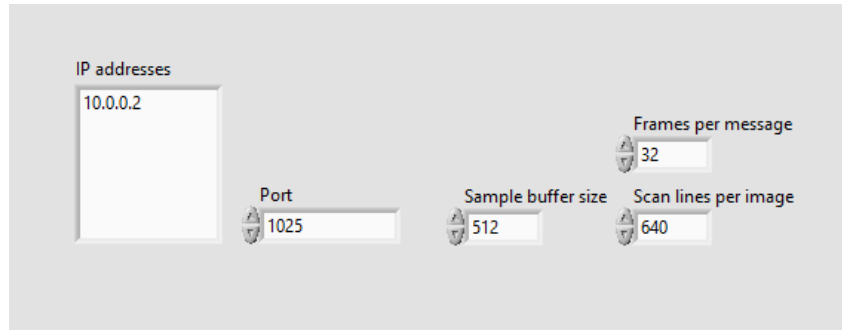 IP addresses
10.0.0.2
Port
1025
Sample buffer size
512
Frames per message
32
Scan lines per image
640